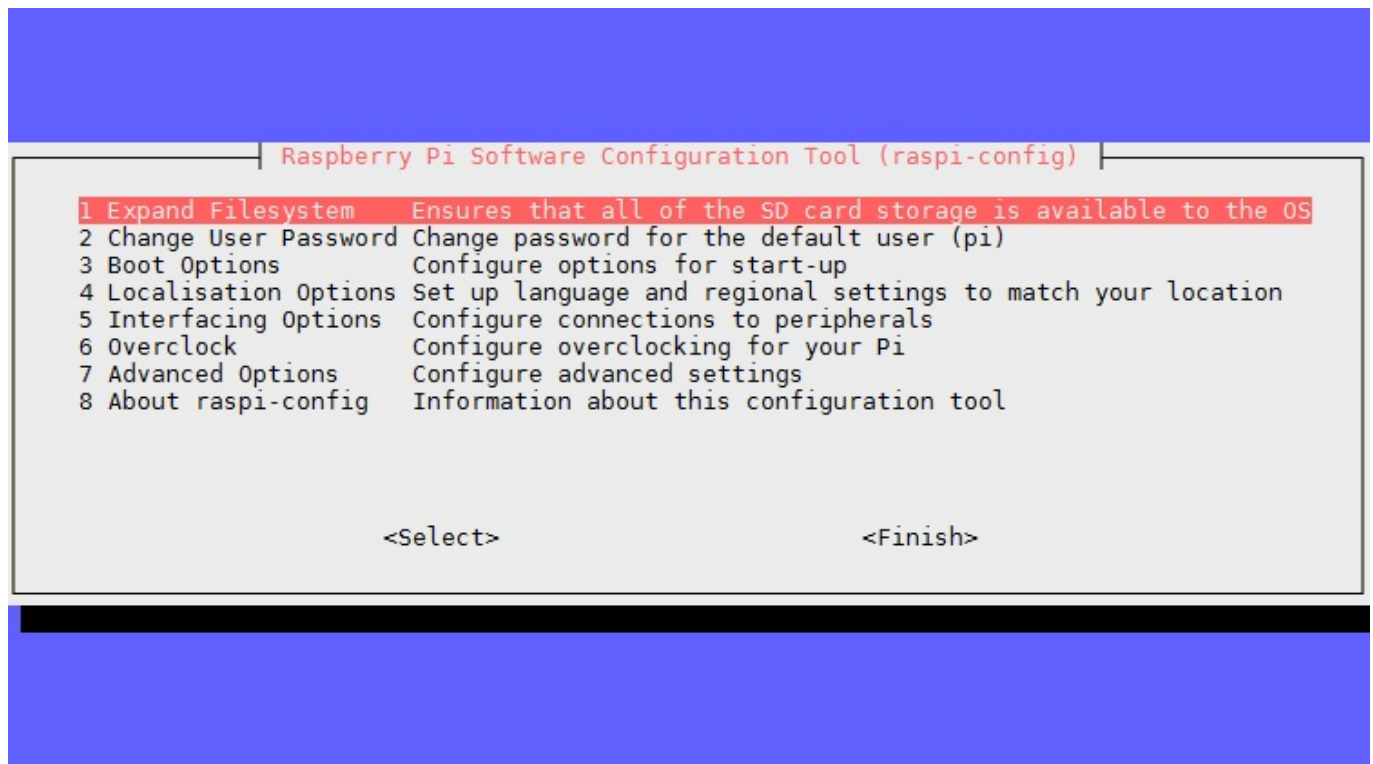 Raspberry Pi Software Configuration Tool (raspi-config)
1 Expand Filesystem Ensures that all of the SD card storage is available to the OS
2 Change User Password Change password for the default user (pi)
3 Boot Options Configure options for start-up
4 Localisation Options Set up language and regional settings to match your location
5 Interfacing Options Configure connections to peripherals
6 Overclock Configure overclocking for your Pi
7 Advanced Options Configure advanced settings
8 About raspi-config Information about this configuration tool
<Select> <Finish>